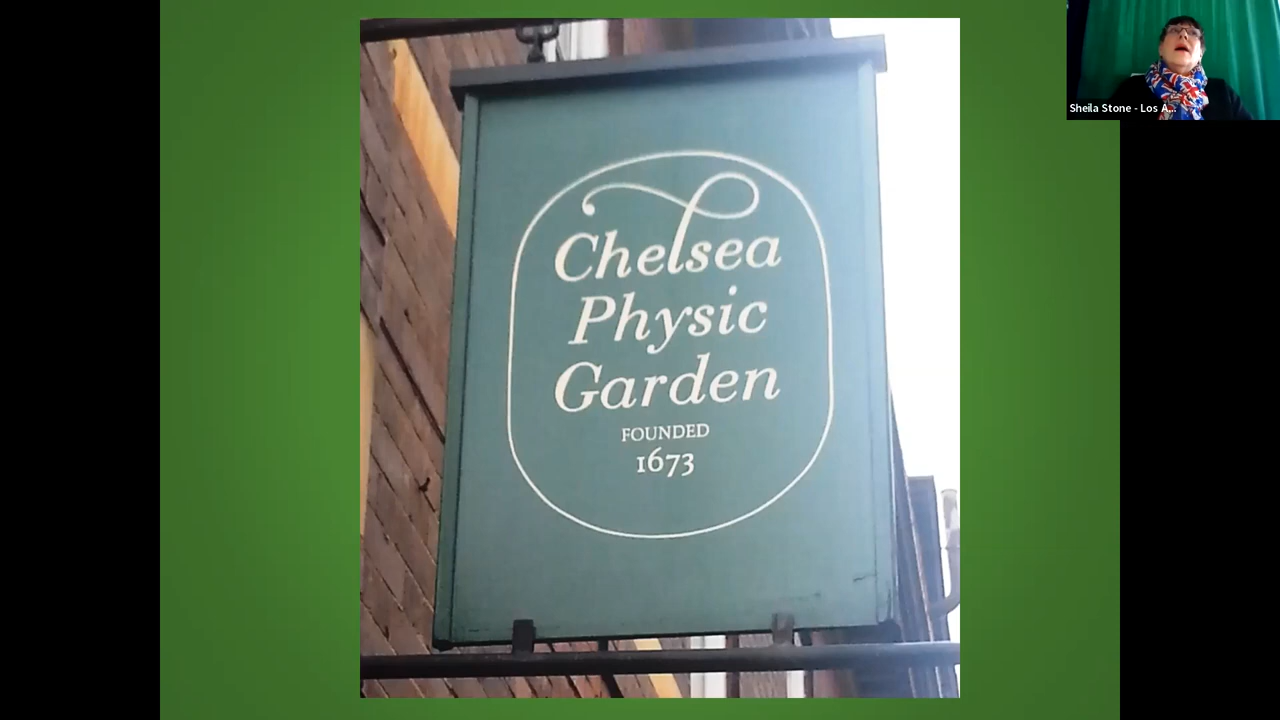 Chelsea
Physic
Garden
FOUNDED
1673
Sheila Stone - Los A...